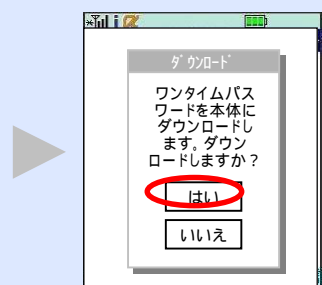 ﾀﾞｳﾝﾛｰﾄﾞ
ワンタイムパス
ワードを本体に
ダウンロードし
ます。ダウン
ロードしますか？
はい
いいえ